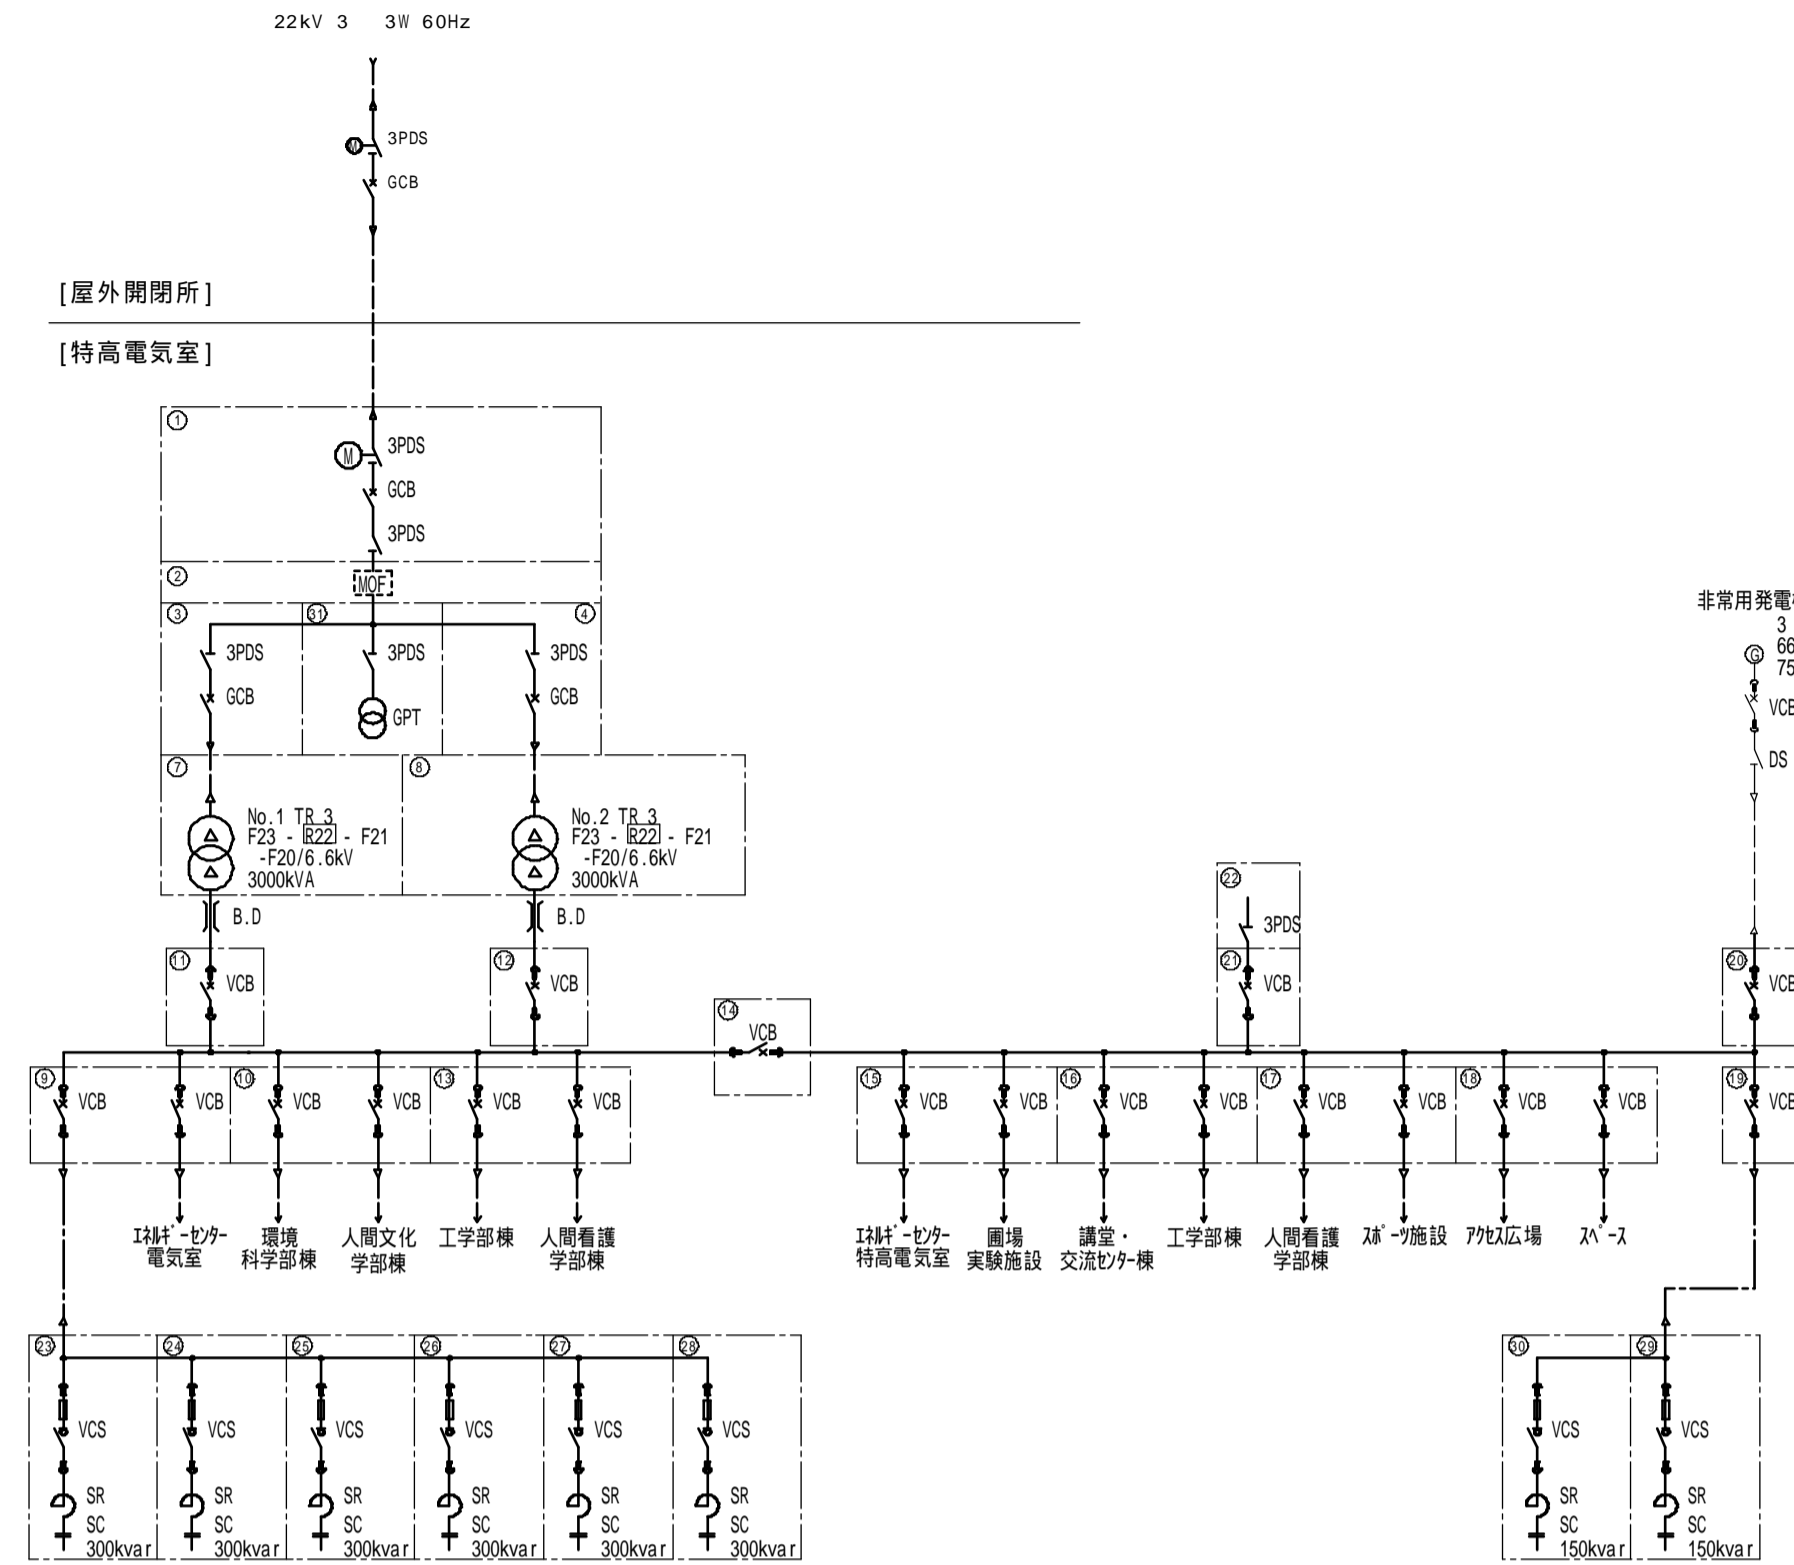 22kV 3 3W 60Hz
3PDS
M
GCB
[屋外開閉所]
[特高電気室]
1
3PDS
M
GCB
3PDS
2
MOF
3
31
4
3PDS
3PDS
3PDS
GCB
GCB
GPT
非常用発電
3
66
75
G
VCB
DS
7
8
No.1 TR 3
F23 - R22 - F21
-F20/6.6kV
3000kVA
No.2 TR 3
F23 - R22 - F21
-F20/6.6kV
3000kVA
B.D
B.D
22
3PDS
11
VCB
12
VCB
21
VCB
20
VCB
14
VCB
9
VCB
VCB
10
VCB
VCB
13
VCB
VCB
15
VCB
VCB
16
VCB
VCB
17
VCB
VCB
18
VCB
VCB
19
VCB
エネルギーセンター
電気室
環境
科学部棟
人間文化
学部棟
工学部棟
人間看護
学部棟
エネルギーセンター
特高電気室
圃場
実験施設
講堂・
交流センター棟
工学部棟
人間看護
学部棟
スポーツ施設
アクセス広場
スペース
23
24
25
26
27
28
30
29
VCS
VCS
VCS
VCS
VCS
VCS
VCS
VCS
SR
SR
SR
SR
SR
SR
SR
SR
SC
SC
SC
SC
SC
SC
SC
SC
300kvar
300kvar
300kvar
300kvar
300kvar
300kvar
150kvar
150kvar